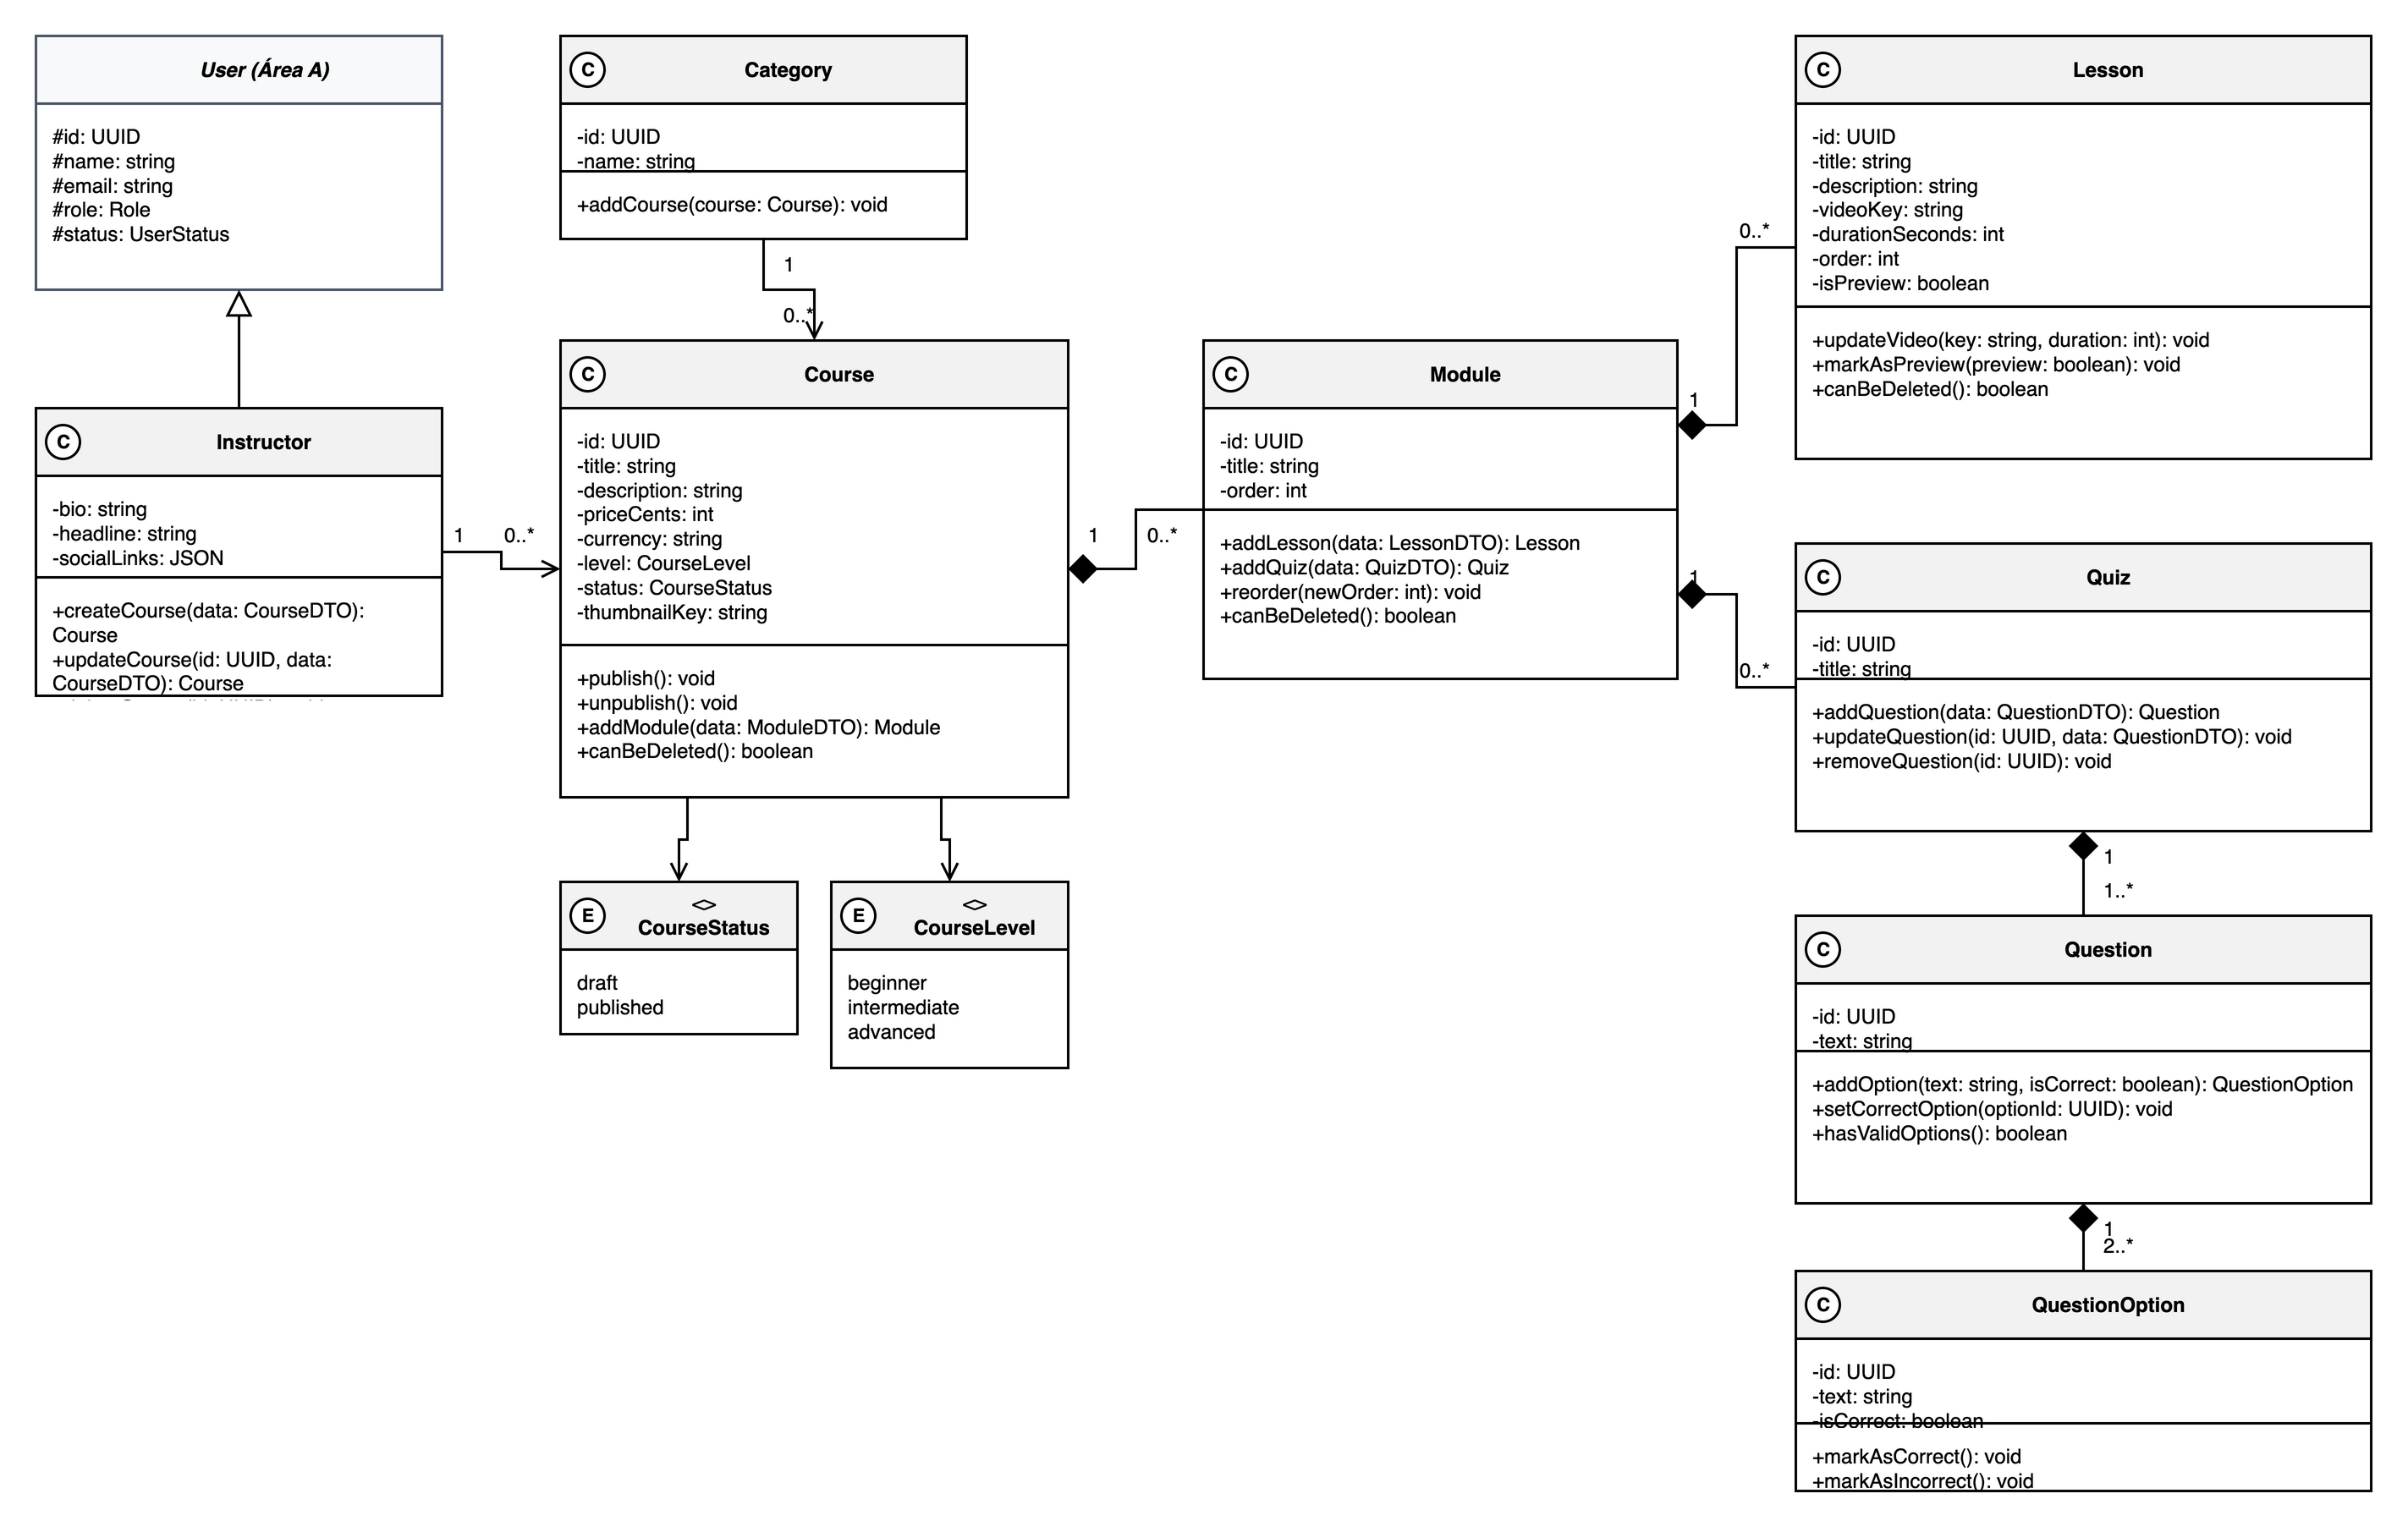 User (Área A)
#id: UUID
#name: string
#email: string
#role: Role
#status: UserStatus
C
Instructor
-bio: string
-headline: string
-socialLinks: JSON
+createCourse(data: CourseDTO):
Course
+updateCourse(id: UUID, data:
CourseDTO): Course
1
0..*
C
Category
-id: UUID
-name: string
+addCourse(course: Course): void
1
0..*
C
Course
-id: UUID
-title: string
-description: string
-priceCents: int
-currency: string
-level: CourseLevel
-status: CourseStatus
-thumbnailKey: string
+publish(): void
+unpublish(): void
+addModule(data: ModuleDTO): Module
+canBeDeleted(): boolean
1
0..*
E
<>
CourseStatus
draft
published
E
<>
CourseLevel
beginner
intermediate
advanced
C
Module
-id: UUID
-title: string
-order: int
+addLesson(data: LessonDTO): Lesson
+addQuiz(data: QuizDTO): Quiz
+reorder(newOrder: int): void
+canBeDeleted(): boolean
1
0..*
1
0..*
C
Lesson
-id: UUID
-title: string
-description: string
-videoKey: string
-durationSeconds: int
-order: int
-isPreview: boolean
+updateVideo(key: string, duration: int): void
+markAsPreview(preview: boolean): void
+canBeDeleted(): boolean
C
Quiz
-id: UUID
-title: string
+addQuestion(data: QuestionDTO): Question
+updateQuestion(id: UUID, data: QuestionDTO): void
+removeQuestion(id: UUID): void
1
1..*
C
Question
-id: UUID
-text: string
+addOption(text: string, isCorrect: boolean): QuestionOption
+setCorrectOption(optionId: UUID): void
+hasValidOptions(): boolean
1
2..*
C
QuestionOption
-id: UUID
-text: string
-isCorrect: boolean
+markAsCorrect(): void
+markAsIncorrect(): void